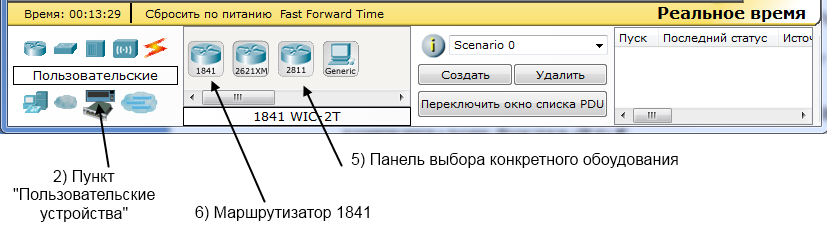 Время: 00:13:29 Сбросить по питанию Fast Forward Time Реальное время
1841 2621XM 2811 Generic
Пользовательские
1841 WIC-2T
i Scenario 0
Создать Удалить
Переключить окно списка PDU
Пуск Последний статус Источ
5) Панель выбора конкретного обоудования
2) Пункт
"Пользовательские
устройства"
6) Маршрутизатор 1841